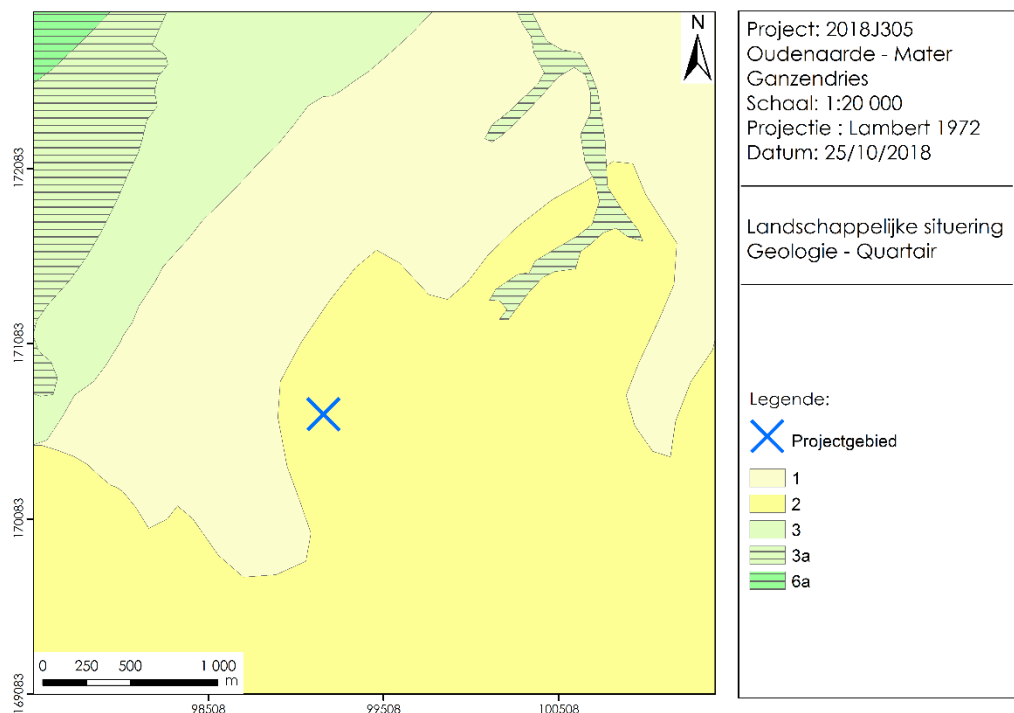 N
172083
171083
170083
169083
0 250 500 1 000
m
98508 99508 100508
Project: 2018J305
Oudenaarde - Mater
Ganzendries
Schaal: 1:20 000
Projectie : Lambert 1972
Datum: 25/10/2018
Landschappelijke situering
Geologie - Quartair
Legende:
Projectgebied
1
2
3
3a
6a